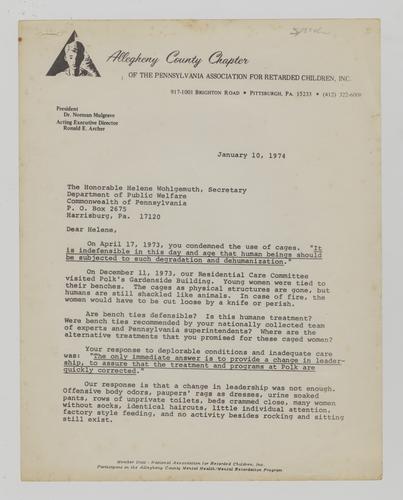 Allegheny County Chapter
OF THE PENNSYLVANIA ASSOCIATION FOR RETARDED CHILDREN, INC.
917-1001 BRIGHTON ROAD • PITTSBURGH, PA. 15233 • (412) 322-6008
President
Dr. Norman Mulgrave
Acting Executive Director
Ronald E. Archer
January 10, 1974
The Honorable Helene Wohlgemuth, Secretary
Department of Public Welfare
Commonwealth of Pennsylvania
P. O. Box 2675
Harrisburg, Pa. 17120
Dear Helene,
On April 17, 1973, you condemned the use of cages. "It
is indefensible in this day and age that human beings should
be subjected to such degradation and dehumanization."
On December 11, 1973, our Residential Care Committee
visited Polk's Gardenside Building. Young women were tied to
their benches. The cages as physical structures are gone, but
humans are still shackled like animals. In case of fire, the
women would have to be cut loose by a knife or perish.
Are bench ties defensible? Is this humane treatment?
Were bench ties recommended by your nationally collected team
of experts and Pennsylvania superintendents? Where are the
alternative treatments that you promised for these caged women?
Your response to deplorable conditions and inadequate care
was: "The only immediate answer is to provide a change in leader-
ship, to assure that the treatment and programs at Polk are
quickly corrected."
Our response is that a change in leadership was not enough.
Offensive body odors, paupers' rags as dresses, urine soaked
pants, rows of unprivate toilets, beds crammed close, many women
without socks, identical haircuts, little individual attention,
factory style feeding, and no activity besides rocking and sitting
still exist.
Member Unit - National Association for Retarded Children, Inc.
Participant in the Allegheny County Mental Health/Mental Retardation Program